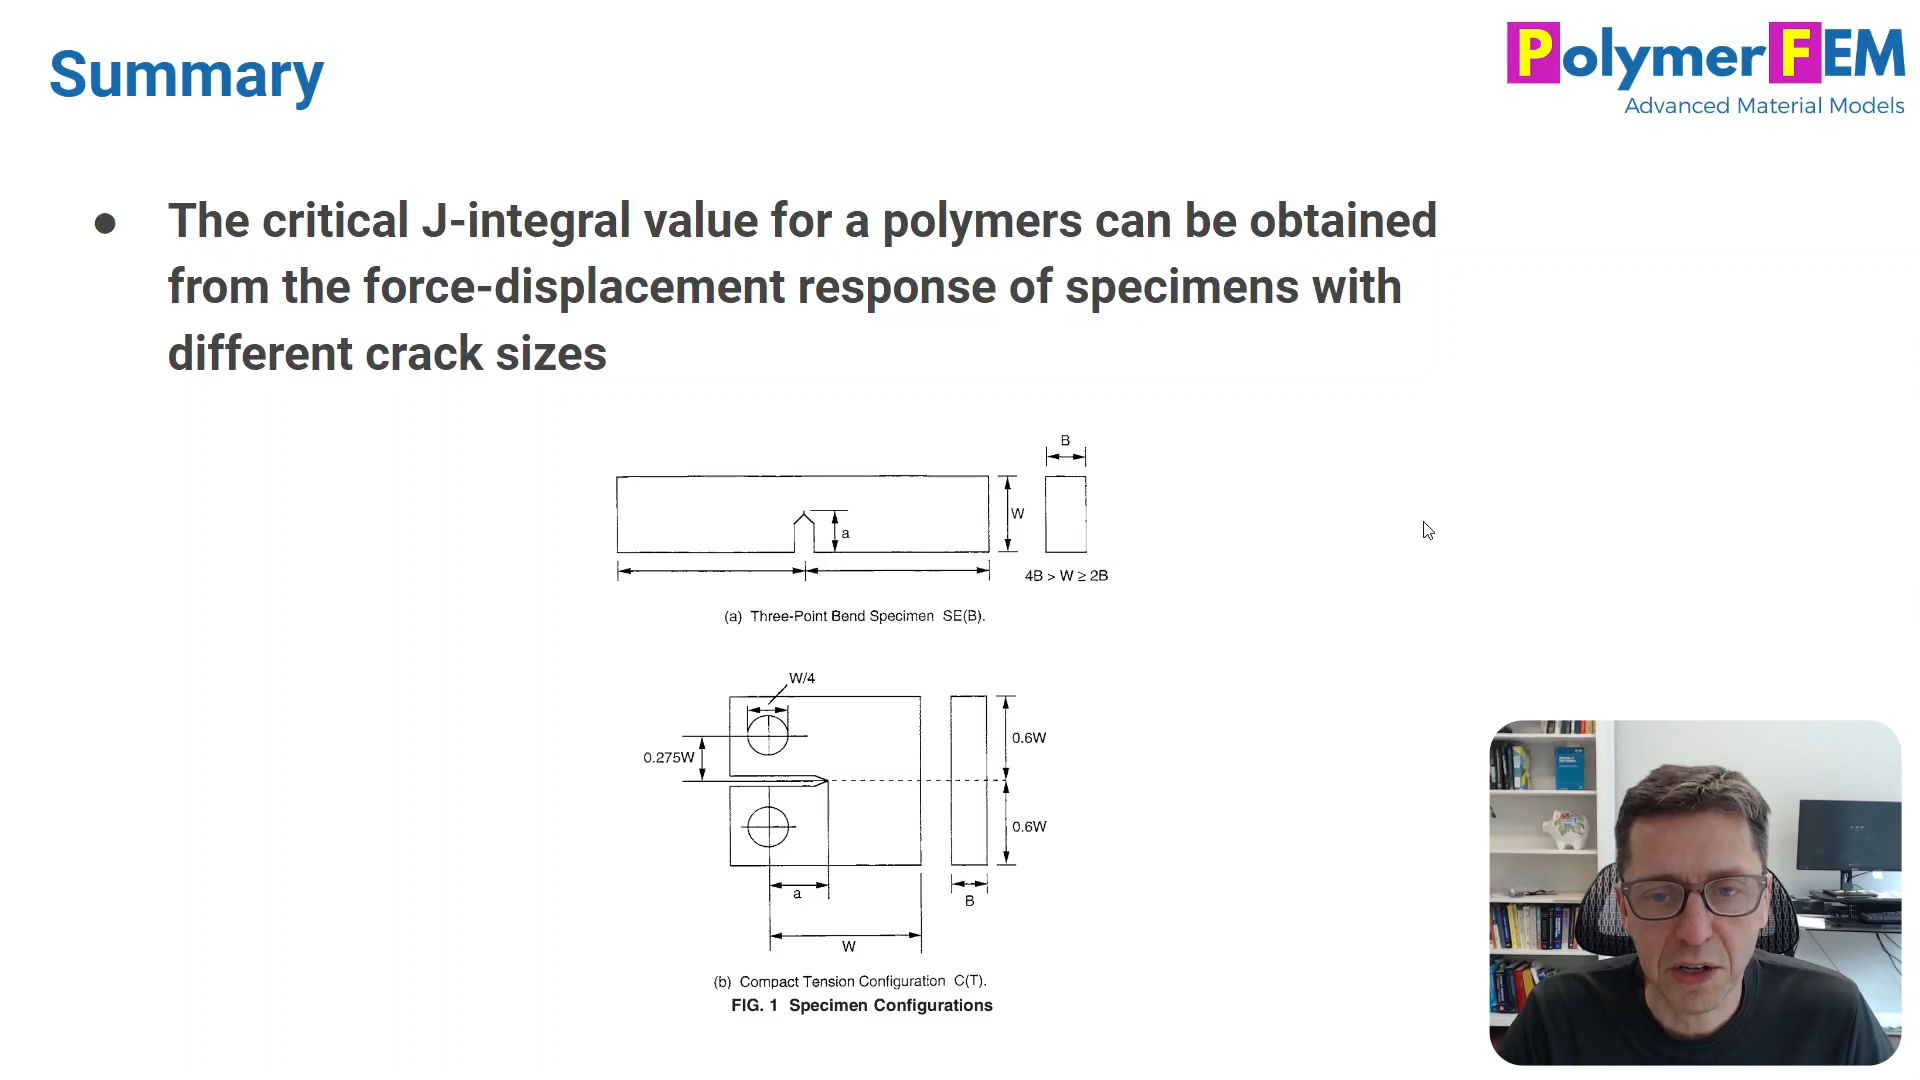 Summary
PolymerFEM
Advanced Material Models
● The critical J-integral value for a polymers can be obtained
from the force-displacement response of specimens with
different crack sizes
B
W
a
4B > W ≥ 2B
(a) Three-Point Bend Specimen SE(B).
W/4
0.6W
0.275W
0.6W
a
B
W
(b) Compact Tension Configuration C(T).
FIG. 1 Specimen Configurations